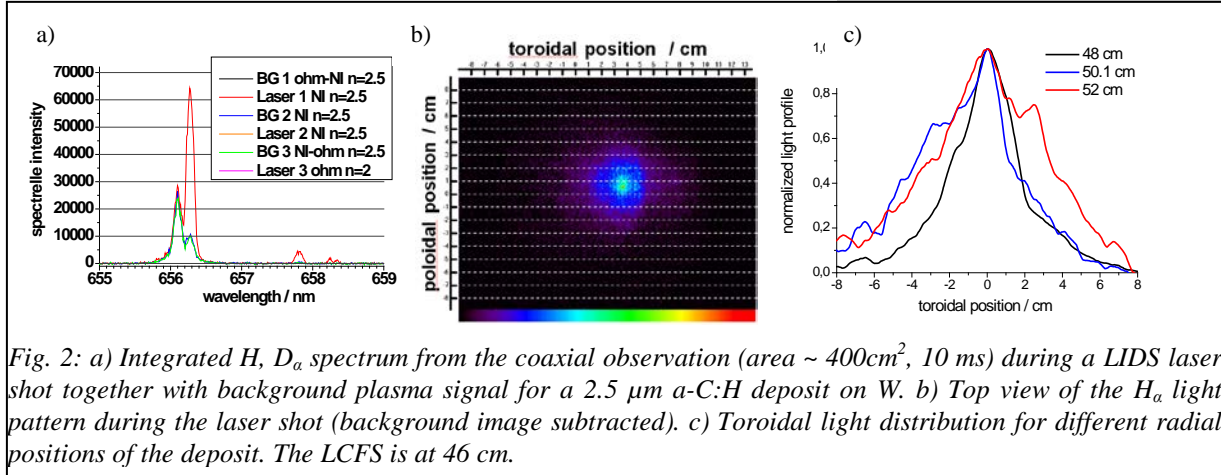 a)
70000
60000
50000
40000
30000
20000
10000
0
spectrelle intensity
BG 1 ohm-NI n=2.5
Laser 1 NI n=2.5
BG 2 NI n=2.5
Laser 2 NI n=2.5
BG 3 NI-ohm n=2.5
Laser 3 ohm n=2
655 656 657 658 659
wavelength / nm
b)
toroidal position / cm
poloidal position / cm
c)
1,0
0,8
0,6
0,4
0,2
0,0
normalized light profile
48 cm
50.1 cm
52 cm
-8 -6 -4 -2 0 2 4 6 8
toroidal position / cm
Fig. 2: a) Integrated H, Dα spectrum from the coaxial observation (area ~ 400cm², 10 ms) during a LIDS laser
shot together with background plasma signal for a 2.5 µm a-C:H deposit on W. b) Top view of the Hα light
pattern during the laser shot (background image subtracted). c) Toroidal light distribution for different radial
positions of the deposit. The LCFS is at 46 cm.